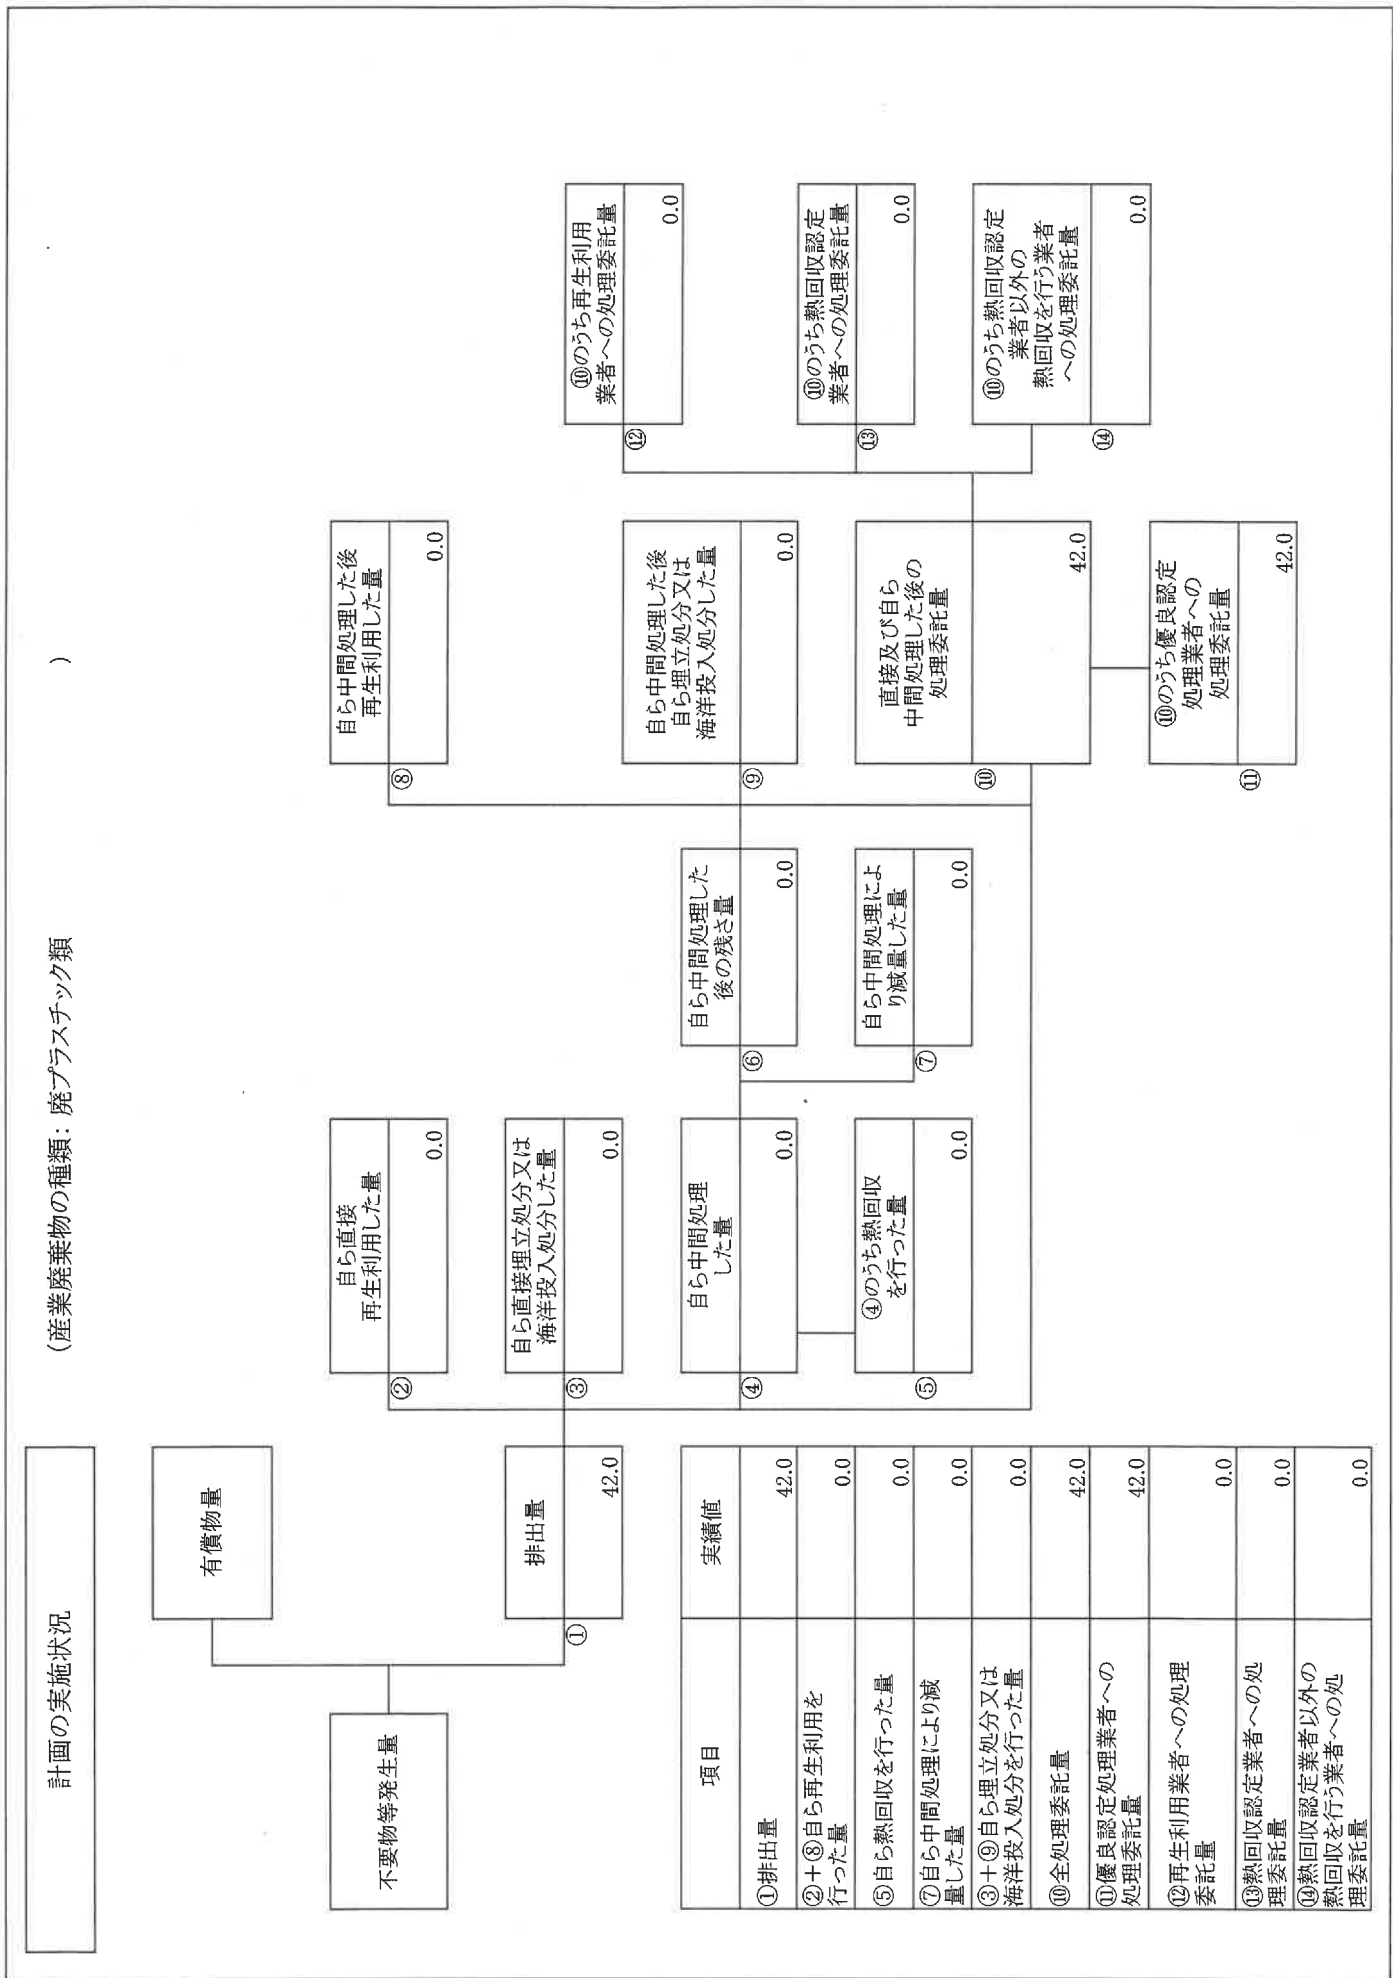 計画の実施状況
(産業廃棄物の種類：廃プラスチック類 )
有償物量
不要物等発生量
①
排出量
42.0
②
自ら直接
再生利用した量
0.0
③
自ら直接埋立処分又は
海洋投入処分した量
0.0
④
自ら中間処理
した量
0.0
⑤
④のうち熱回収
を行った量
0.0
⑥
自ら中間処理した
後の残さ量
0.0
⑦
自ら中間処理によ
り減量した量
0.0
⑧
自ら中間処理した後
再生利用した量
0.0
⑨
自ら中間処理した後
自ら埋立処分又は
海洋投入処分した量
0.0
⑩
直接及び自ら
中間処理した後の
処理委託量
42.0
⑪
⑩のうち優良認定
処理業者への
処理委託量
42.0
⑫
⑩のうち再生利用
業者への処理委託量
0.0
⑬
⑩のうち熱回収認定
業者への処理委託量
0.0
⑭
⑩のうち熱回収認定
業者以外の
熱回収を行う業者
への処理委託量
0.0
項目 実績値
①排出量 42.0
②+⑧自ら再生利用を
行った量 0.0
⑤自ら熱回収を行った量 0.0
⑦自ら中間処理により減
量した量 0.0
③+⑨自ら埋立処分又は
海洋投入処分を行った量 0.0
⑩全処理委託量 42.0
⑪優良認定処理業者への
処理委託量 42.0
⑫再生利用業者への処理
委託量 0.0
⑬熱回収認定業者への処
理委託量 0.0
⑭熱回収認定業者以外の
熱回収を行う業者への処
理委託量 0.0